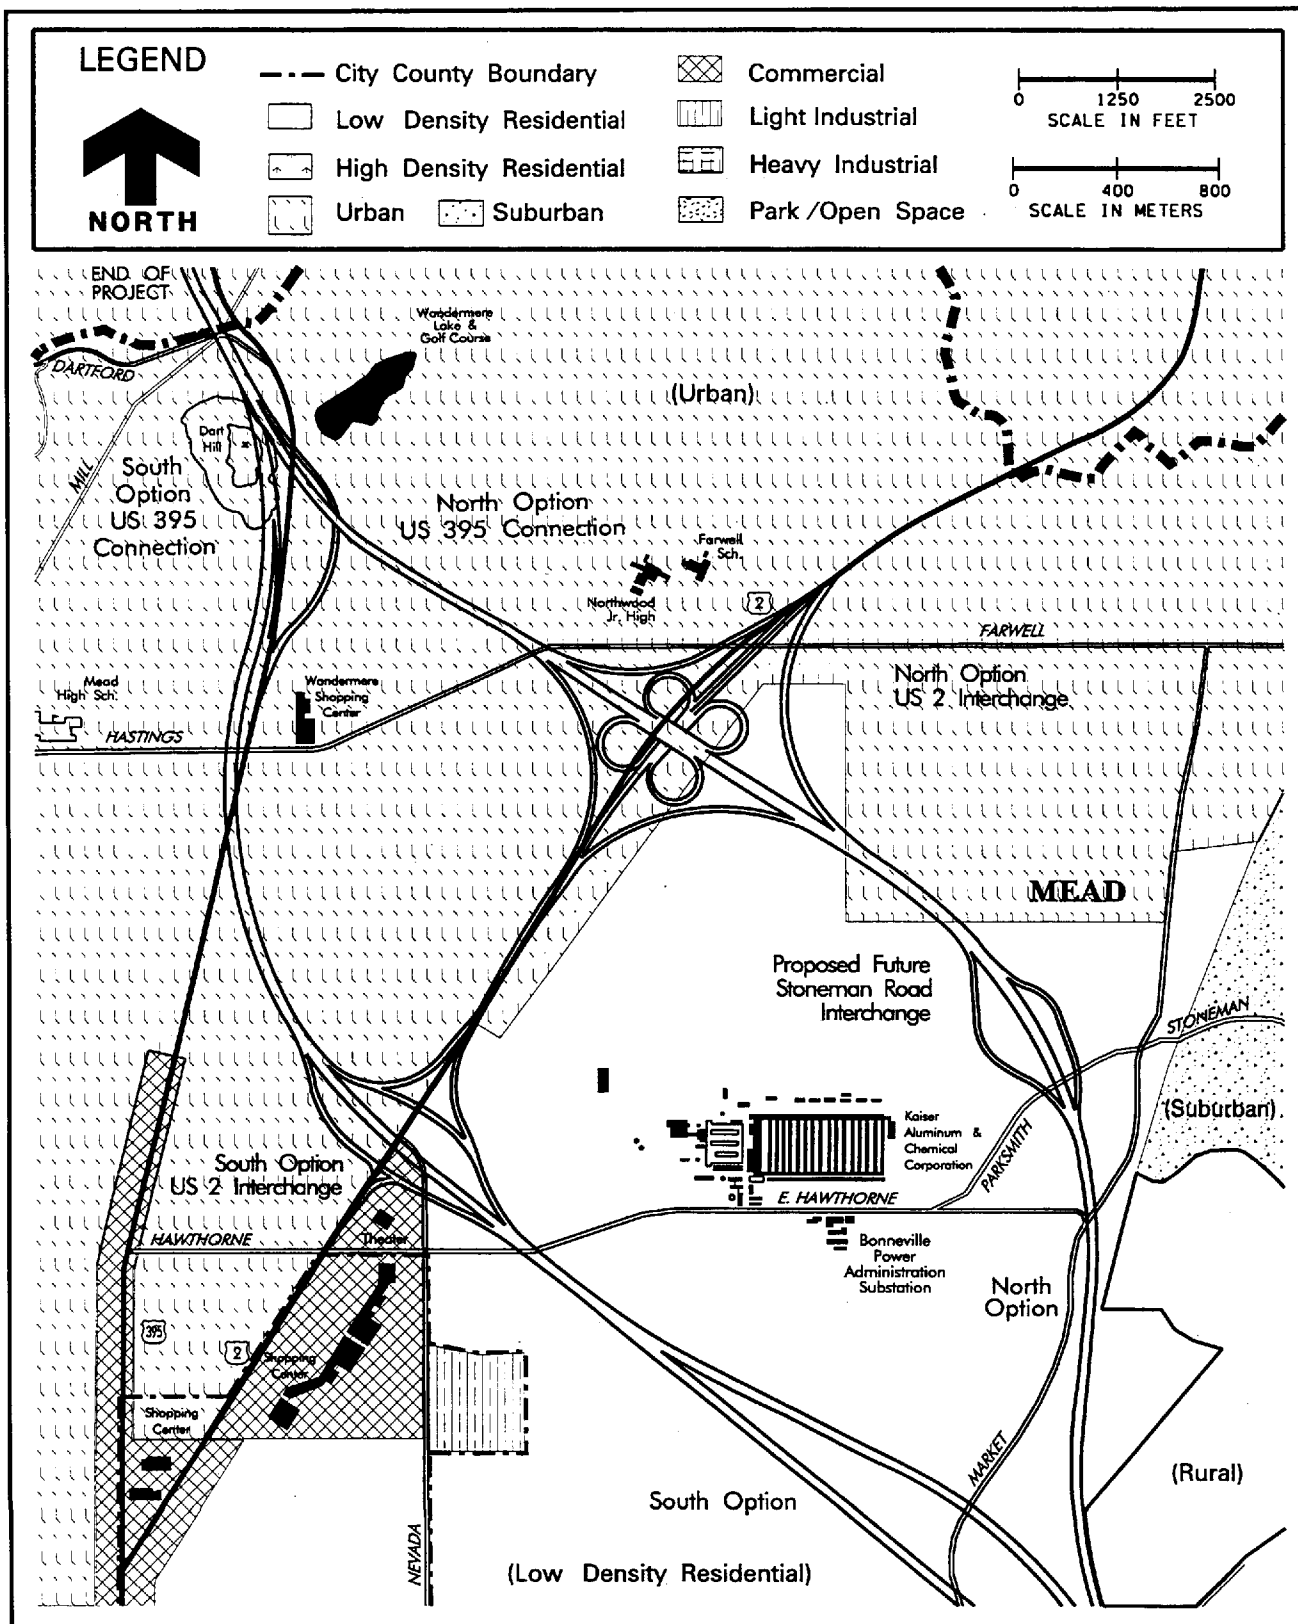 LEGEND
NORTH
City County Boundary
Low Density Residential
High Density Residential
Urban
Suburban
Commercial
Light Industrial
Heavy Industrial
Park/Open Space
0 1250 2500
SCALE IN FEET
0 400 800
SCALE IN METERS
END OF
PROJECT
DARTFORD
MILL
Dart
Hill
Wandermere
Lake &
Golf Course
(Urban)
South
Option
US 395
Connection
North Option
US 395 Connection
Farwell
Sch.
Northwood
Jr. High
2
FARWELL
North Option
US 2 Interchange
Mead
High Sch.
Wandermere
Shopping
Center
HASTINGS
MEAD
Proposed Future
Stoneman Road
Interchange
STONEMAN
(Suburban)
PARKSMITH
Kaiser
Aluminum &
Chemical
Corporation
South Option
US 2 Interchange
E. HAWTHORNE
HAWTHORNE
Theater
Bonneville
Power
Administration
Substation
North
Option
395
2
Shopping
Center
Shopping
Center
MARKET
(Rural)
South Option
NEVADA
(Low Density Residential)